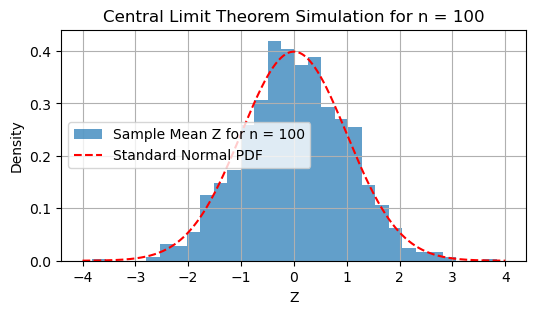 Central Limit Theorem Simulation for n = 100
Density
0.4
0.3
0.2
0.1
0.0
Sample Mean Z for n = 100
Standard Normal PDF
−4 −3 −2 −1 0 1 2 3 4
Z